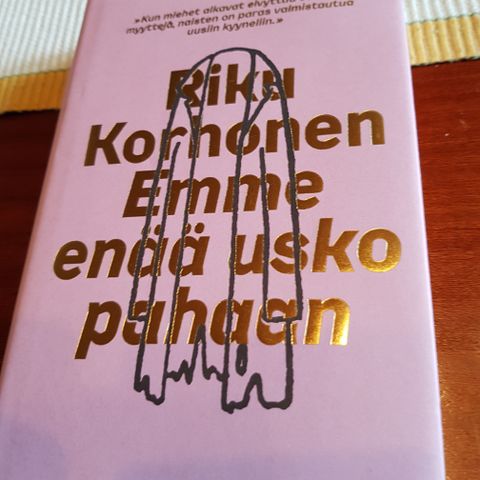 »Kun miehet alkavat elvyttää
myyttejä, naisten on paras valmistautua
uusiin kyyneliin.»
Riku
Korhonen
Emme
enää usko
pahaan